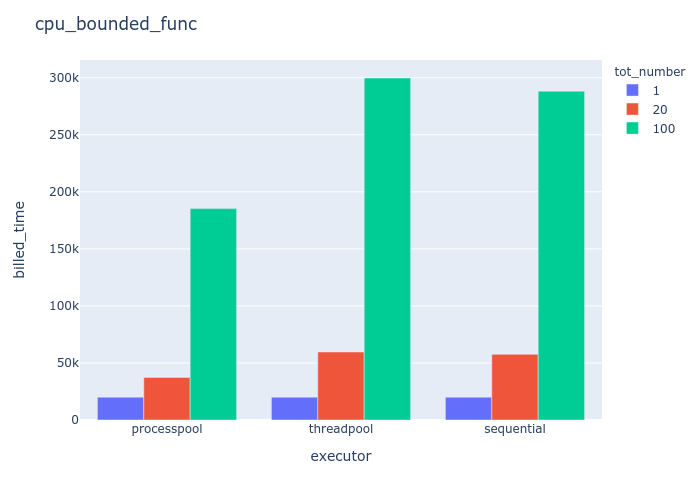 cpu_bounded_func
tot_number
1
20
100
300k
250k
200k
150k
100k
50k
0
billed_time
processpool
threadpool
sequential
executor